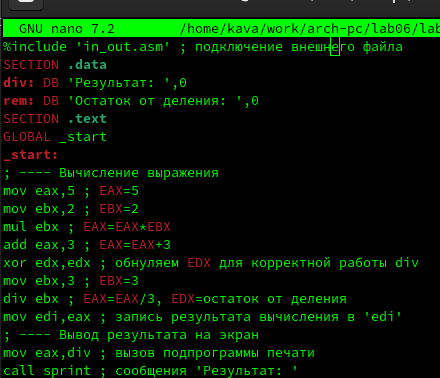 GNU nano 7.2 /home/kava/work/arch-pc/lab06/lab
%include 'in_out.asm' ; подключение внешнего файла
SECTION .data
div: DB 'Результат: ',0
rem: DB 'Остаток от деления: ',0
SECTION .text
GLOBAL _start
_start:
; ---- Вычисление выражения
mov eax,5 ; EAX=5
mov ebx,2 ; EBX=2
mul ebx ; EAX=EAX*EBX
add eax,3 ; EAX=EAX+3
xor edx,edx ; обнуляем EDX для корректной работы div
mov ebx,3 ; EBX=3
div ebx ; EAX=EAX/3, EDX=остаток от деления
mov edi,eax ; запись результата вычисления в 'edi'
; ---- Вывод результата на экран
mov eax,div ; вызов подпрограммы печати
call sprint ; сообщения 'Результат: '